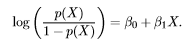 log ( p(X) / (1 − p(X)) ) = β₀ + β₁X.